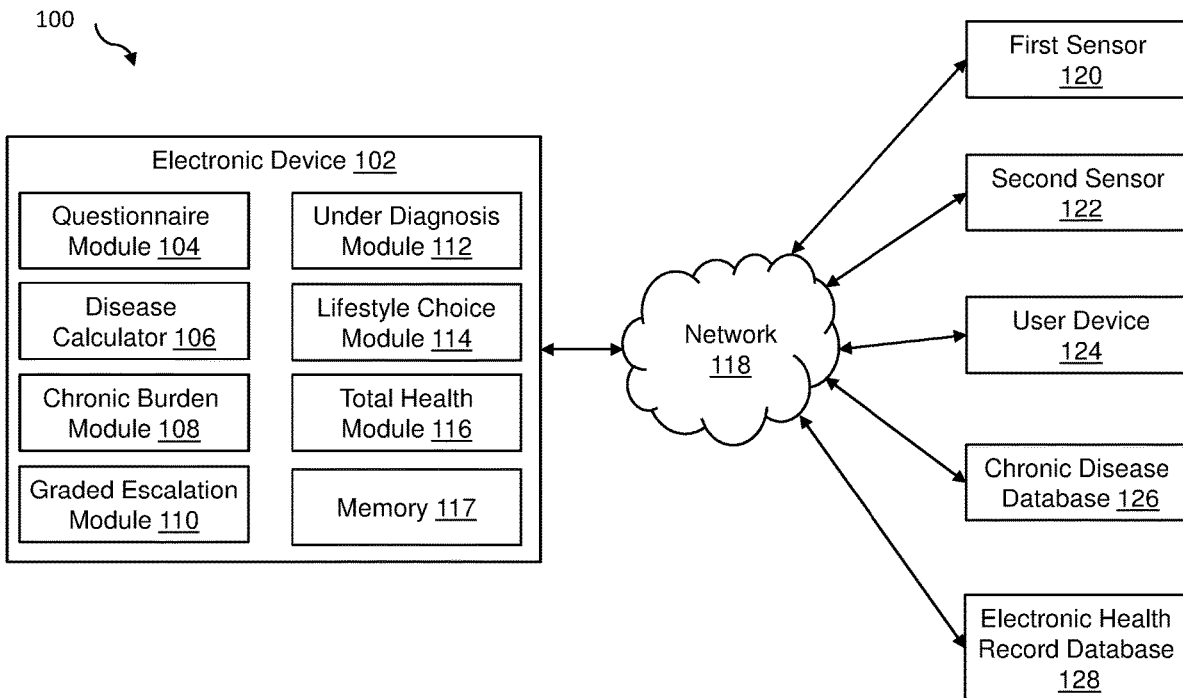 100
Electronic Device 102
Questionnaire
Module 104
Under Diagnosis
Module 112
Disease
Calculator 106
Lifestyle Choice
Module 114
Chronic Burden
Module 108
Total Health
Module 116
Graded Escalation
Module 110
Memory 117
Network
118
First Sensor
120
Second Sensor
122
User Device
124
Chronic Disease
Database 126
Electronic Health
Record Database
128